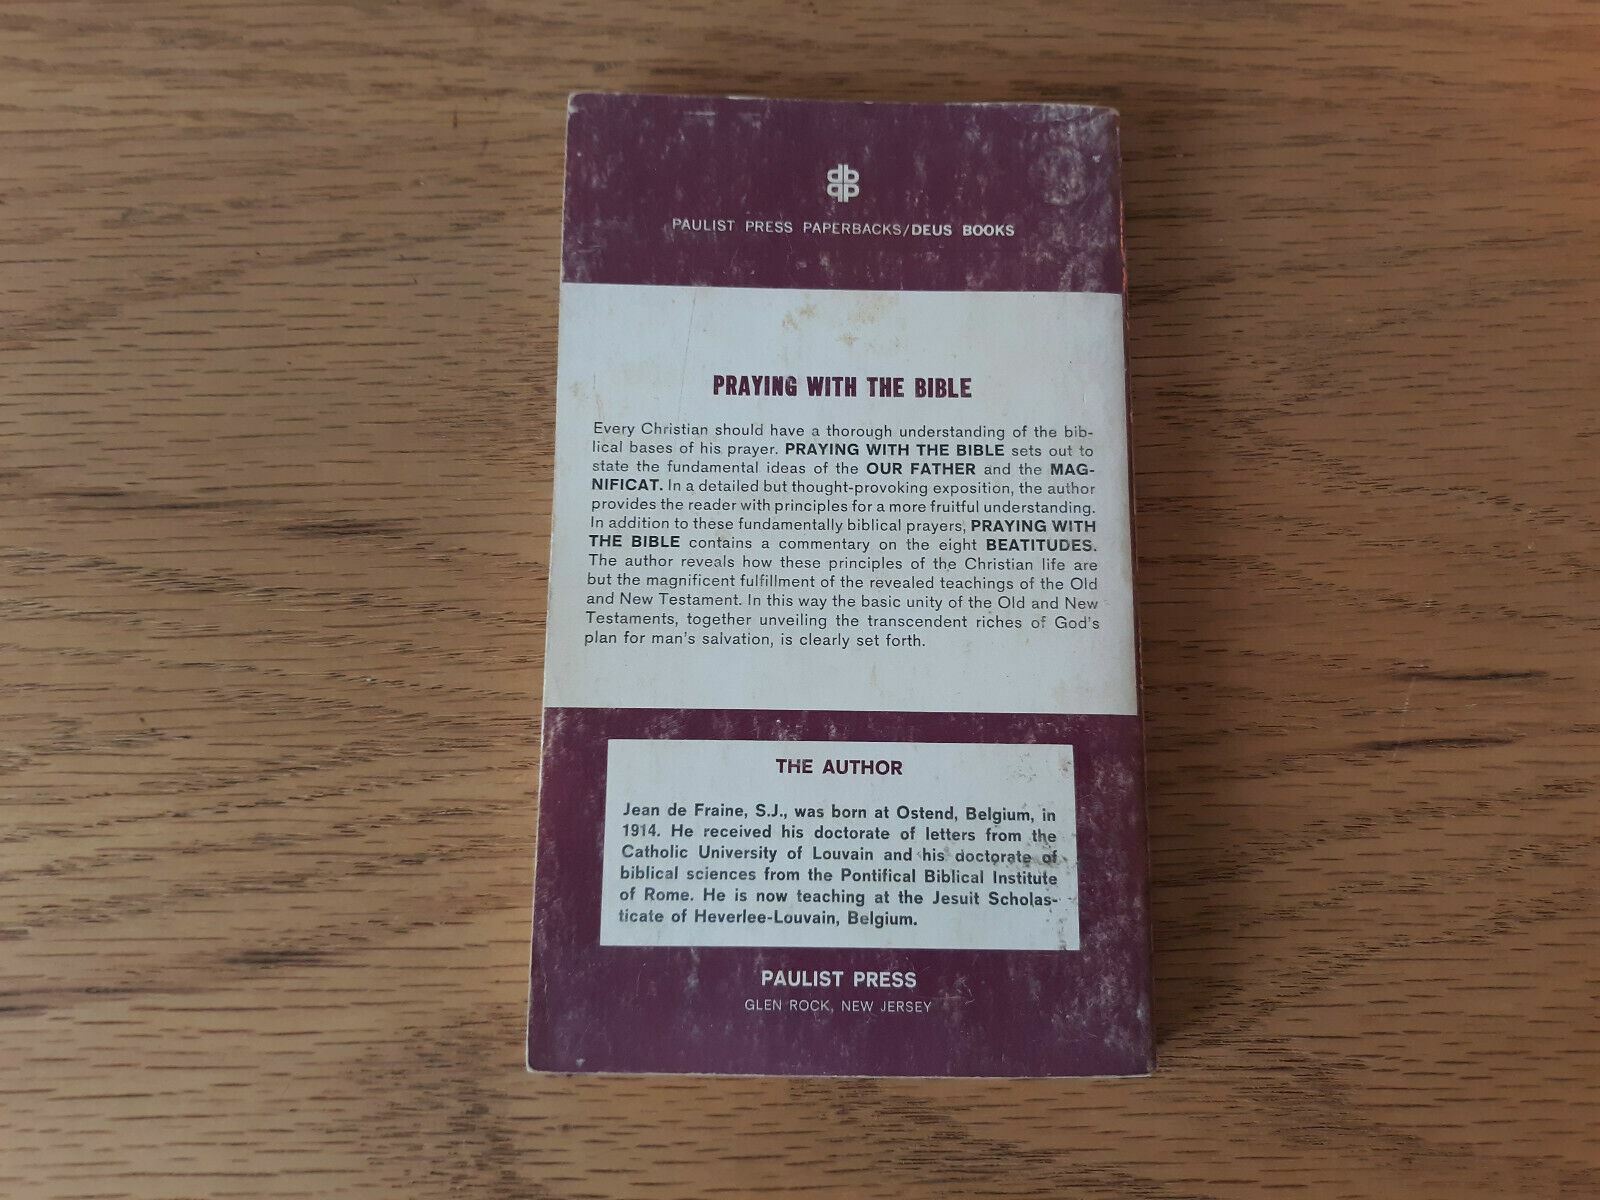 PAULIST PRESS PAPERBACKS/DEUS BOOKS
PRAYING WITH THE BIBLE
Every Christian should have a thorough understanding of the bib-
lical bases of his prayer. PRAYING WITH THE BIBLE sets out to
state the fundamental ideas of the OUR FATHER and the MAG-
NIFICAT. In a detailed but thought-provoking exposition, the author
provides the reader with principles for a more fruitful understanding.
In addition to these fundamentally biblical prayers, PRAYING WITH
THE BIBLE contains a commentary on the eight BEATITUDES.
The author reveals how these principles of the Christian life are
but the magnificent fulfillment of the revealed teachings of the Old
and New Testament. In this way the basic unity of the Old and New
Testaments, together unveiling the transcendent riches of God's
plan for man's salvation, is clearly set forth.
THE AUTHOR
Jean de Fraine, S.J., was born at Ostend, Belgium, in
1914. He received his doctorate of letters from the
Catholic University of Louvain and his doctorate of
biblical sciences from the Pontifical Biblical Institute
of Rome. He is now teaching at the Jesuit Scholas-
ticate of Heverlee-Louvain, Belgium.
PAULIST PRESS
GLEN ROCK, NEW JERSEY